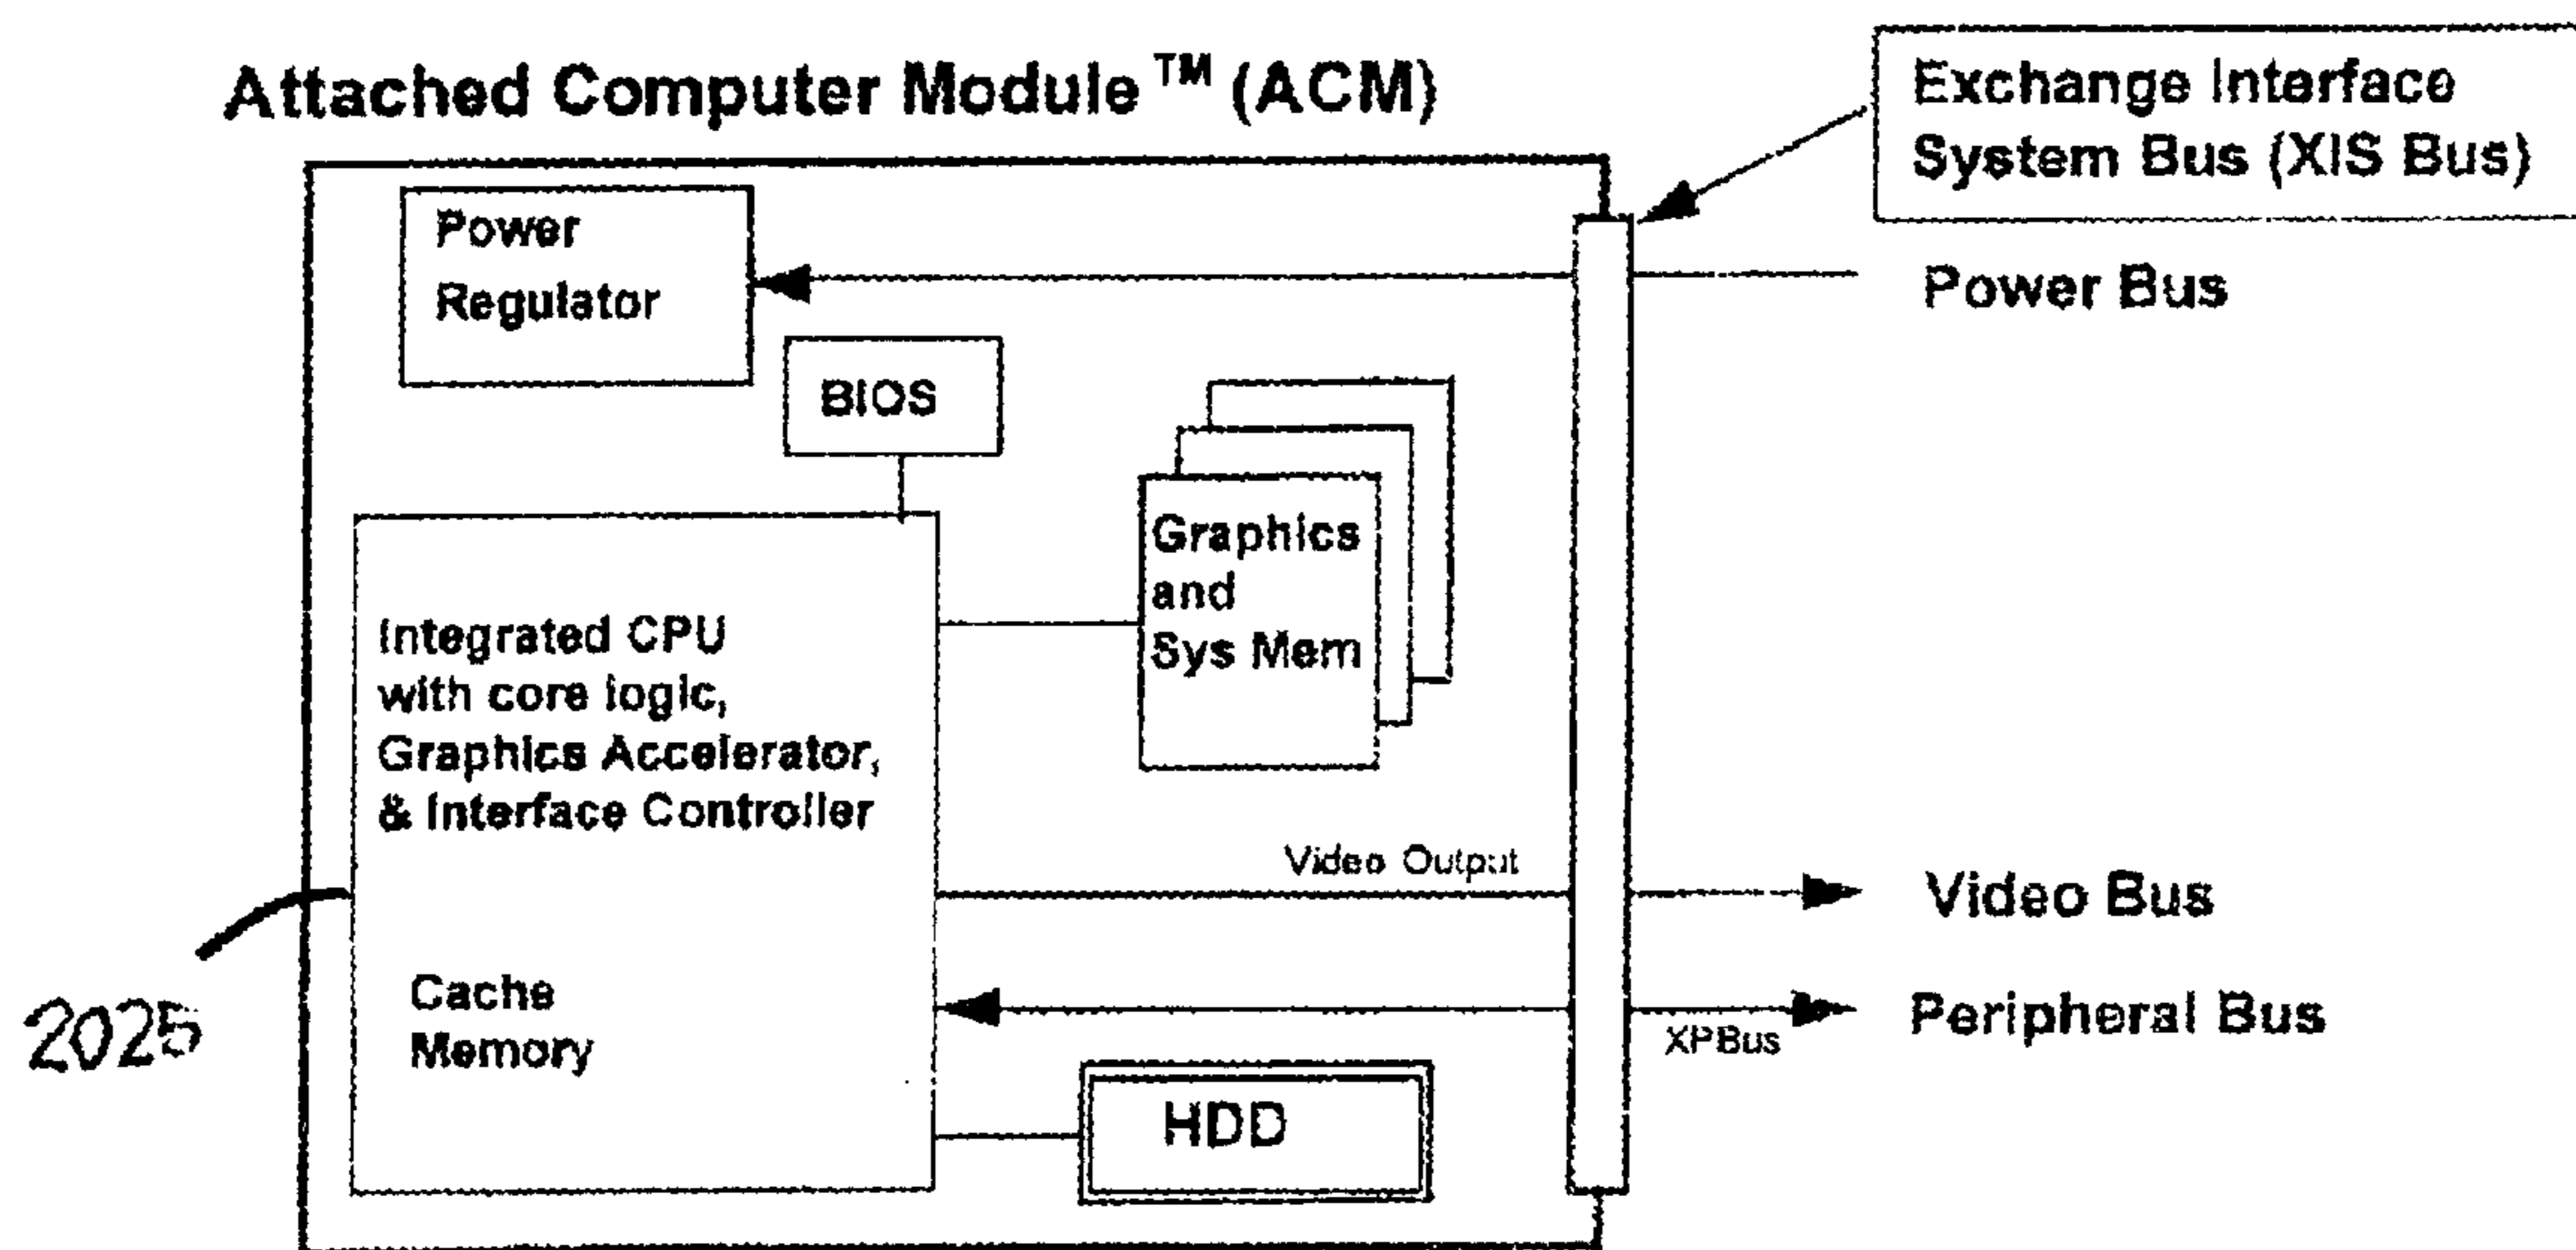 Attached Computer Module™ (ACM)
Exchange Interface
System Bus (XIS Bus)
Power
Regulator
Power Bus
BIOS
Graphics
and
Sys Mem
Integrated CPU
with core logic,
Graphics Accelerator,
& Interface Controller
Video Output
Video Bus
Cache
Memory
2025
Peripheral Bus
XPBus
HDD